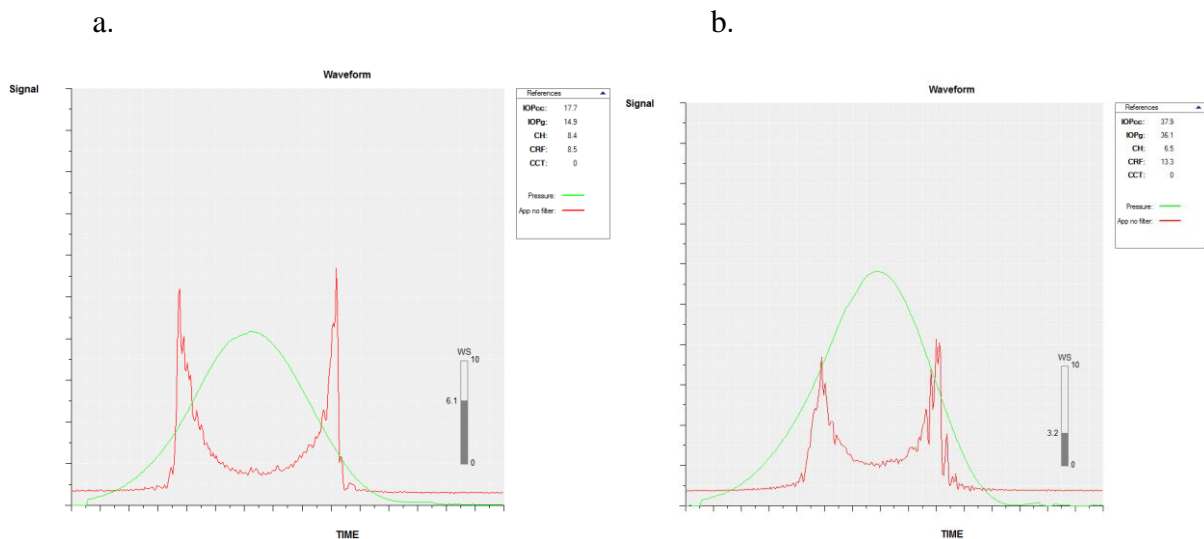 a.
Waveform
Signal
References
IOPcc: 17.7
IOPg: 14.9
CH: 8.4
CRF: 8.5
CCT: 0
Pressure:
App no filter:
WS
10
6.1
0
TIME
b.
Waveform
Signal
References
IOPcc: 37.9
IOPg: 36.1
CH: 6.5
CRF: 13.3
CCT: 0
Pressure:
App no filter:
WS
10
3.2
0
TIME